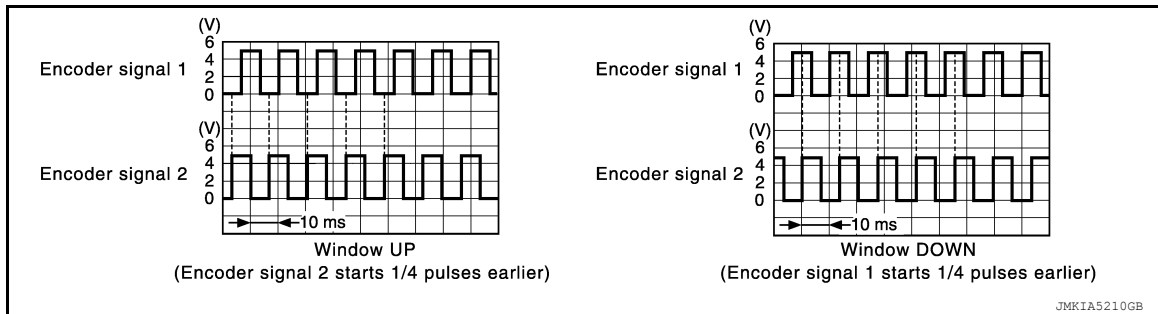 (V)
6
4
2
0
Encoder signal 1
(V)
6
4
2
0
Encoder signal 2
10 ms
Window UP
(Encoder signal 2 starts 1/4 pulses earlier)
(V)
6
4
2
0
Encoder signal 1
(V)
6
4
2
0
Encoder signal 2
10 ms
Window DOWN
(Encoder signal 1 starts 1/4 pulses earlier)
JMKIA5210GB